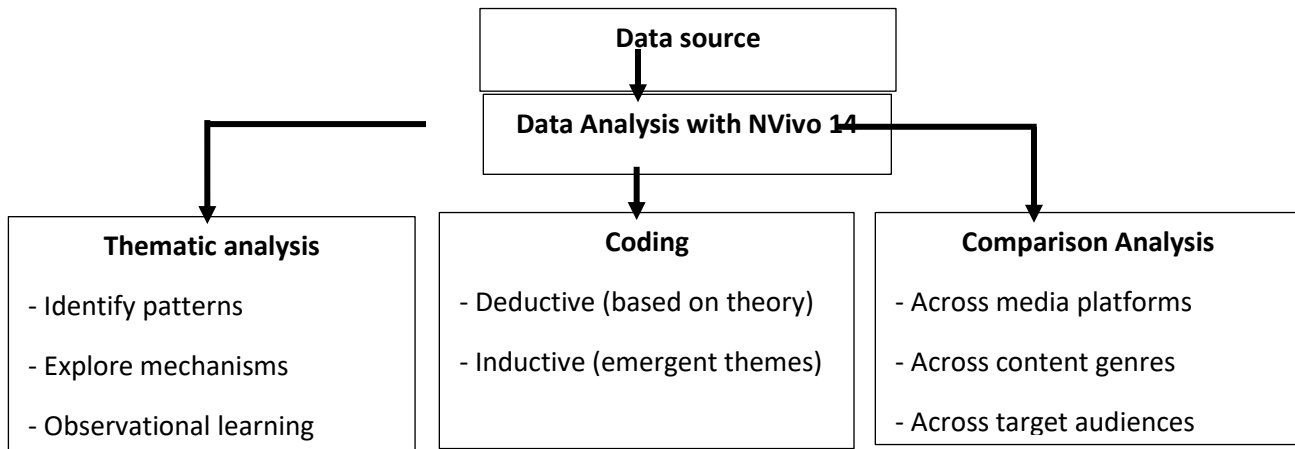 Data source
Data Analysis with NVivo 14
Thematic analysis
- Identify patterns
- Explore mechanisms
- Observational learning
Coding
- Deductive (based on theory)
- Inductive (emergent themes)
Comparison Analysis
- Across media platforms
- Across content genres
- Across target audiences